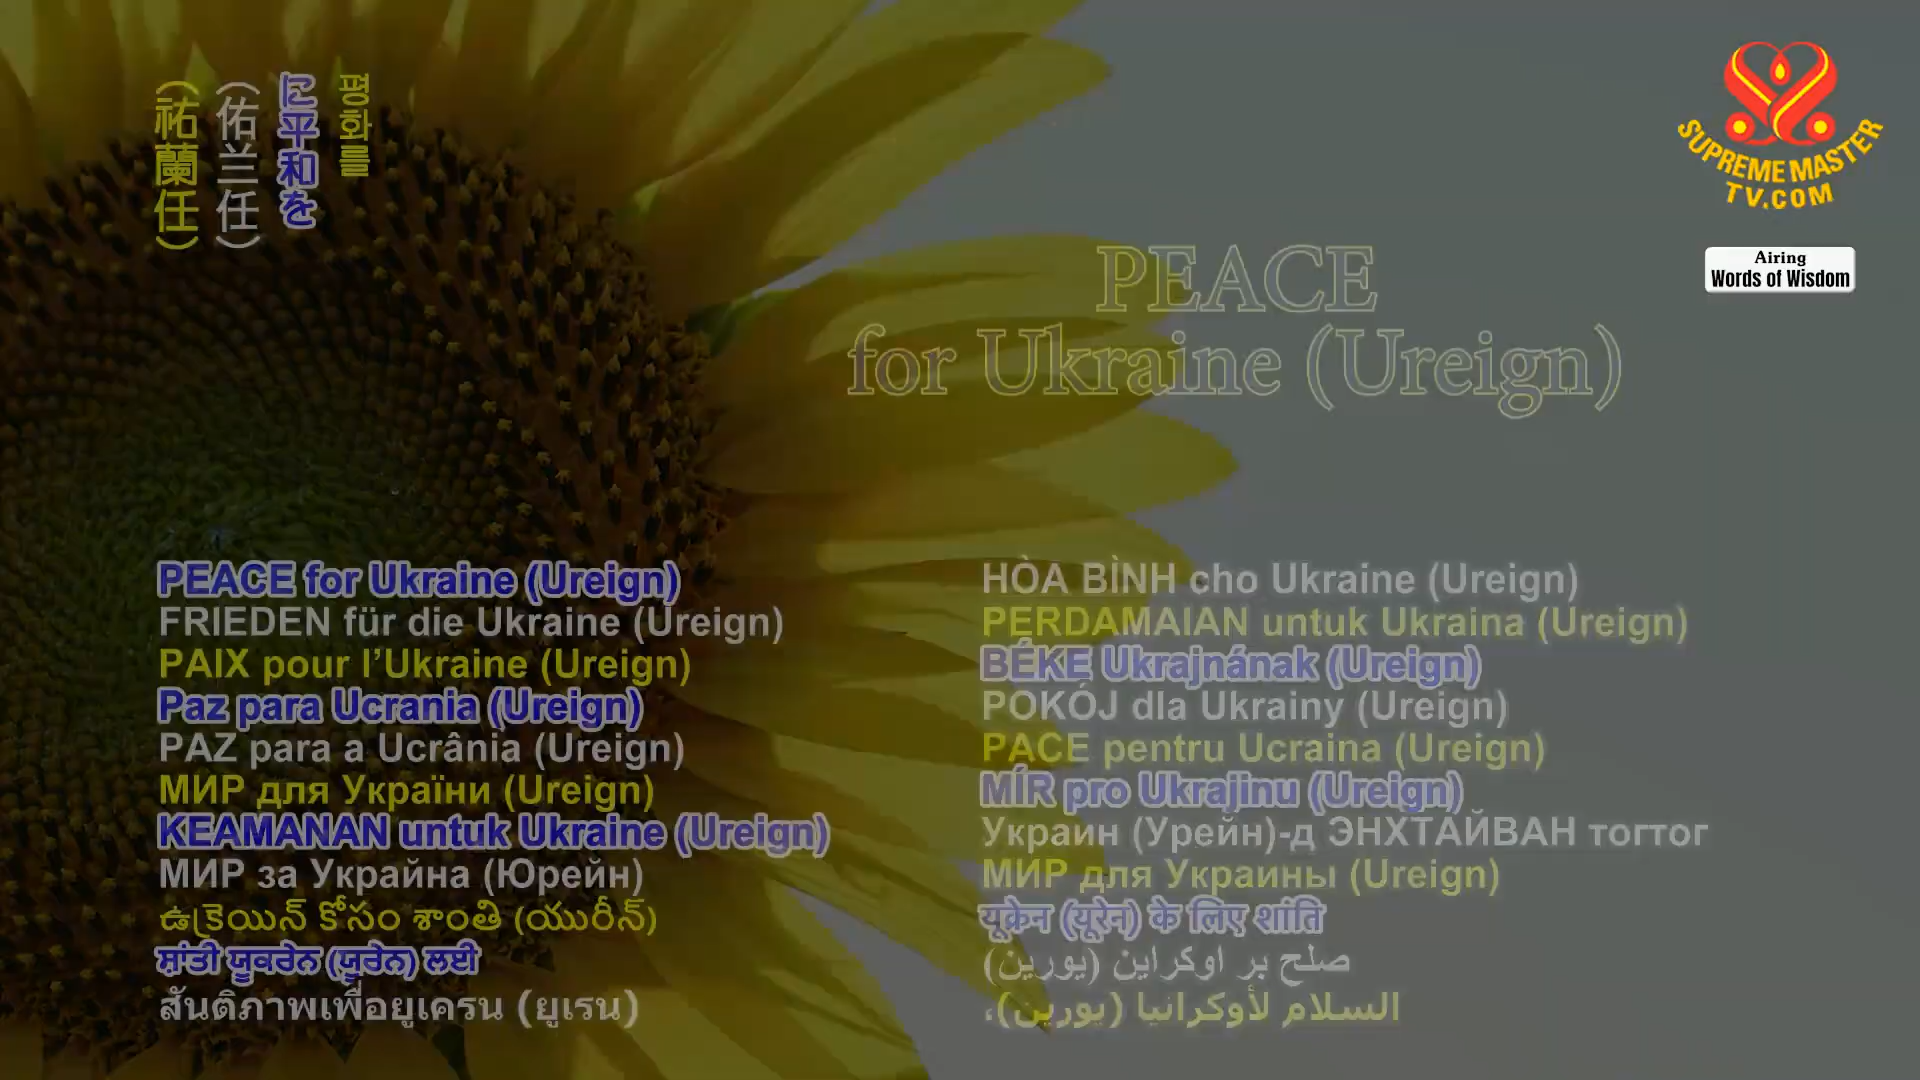 (祐蘭任)
(佑兰任)
に平和を
평화를
SUPREME MASTER
TV.COM
Airing
Words of Wisdom
PEACE
for Ukraine (Ureign)
PEACE for Ukraine (Ureign)
FRIEDEN für die Ukraine (Ureign)
PAIX pour l’Ukraine (Ureign)
Paz para Ucrania (Ureign)
PAZ para a Ucrânia (Ureign)
МИР для України (Ureign)
KEAMANAN untuk Ukraine (Ureign)
МИР за Украйна (Юрейн)
ఉక్రెయిన్ కోసం శాంతి (యురీన్)
ਸ਼ਾਂਤੀ ਯੂਕਰੇਨ (ਯੂਰੇਨ) ਲਈ
สันติภาพเพื่อยูเครน (ยูเรน)
HÒA BÌNH cho Ukraine (Ureign)
PERDAMAIAN untuk Ukraina (Ureign)
BÉKE Ukrajnának (Ureign)
POKÓJ dla Ukrainy (Ureign)
PACE pentru Ucraina (Ureign)
MÍR pro Ukrajinu (Ureign)
Украин (Урейн)-д ЭНХТАЙВАН тогтог
МИР для Украины (Ureign)
यूक्रेन (यूरेन) के लिए शांति
صلح بر اوکراین (یورین)
السلام لأوكرانيا (يورين)،